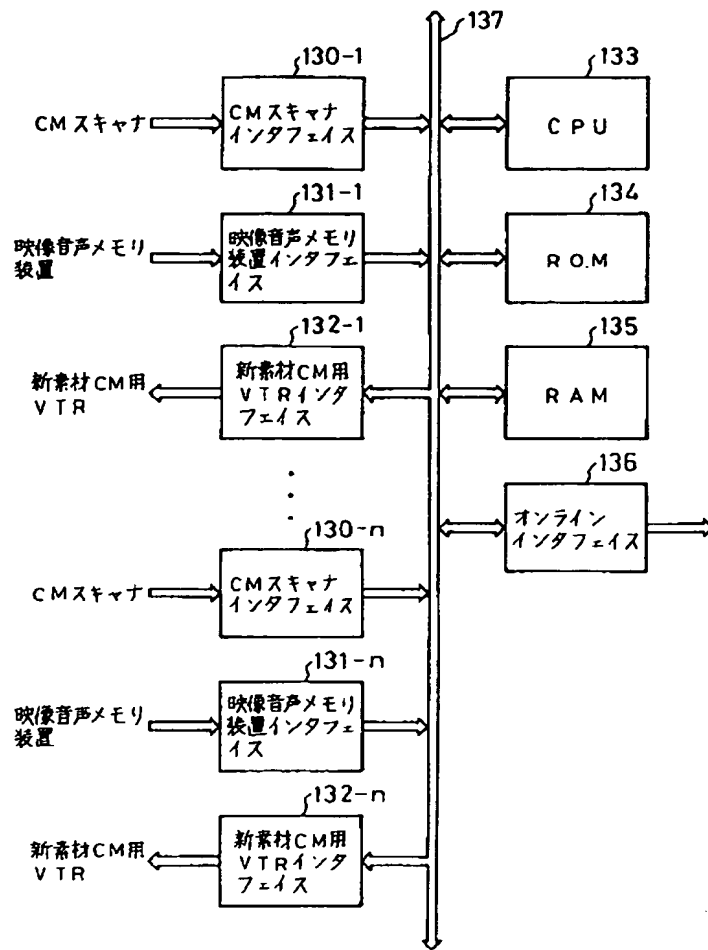 137
130-1
CMスキャナ
CMスキャナ
インタフェイス
133
CPU
131-1
映像音声メモリ
装置
映像音声メモリ
装置インタフェ
イス
134
ROM
132-1
新素材CM用
VTR
新素材CM用
VTRインタ
フェイス
135
RAM
136
オンライン
インタフェイス
130-n
CMスキャナ
CMスキャナ
インタフェイス
131-n
映像音声メモリ
装置
映像音声メモリ
装置インタフェ
イス
132-n
新素材CM用
VTR
新素材CM用
VTRインタ
フェイス